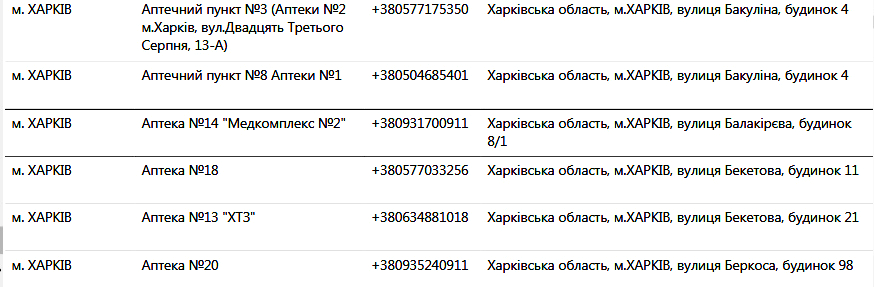 м. ХАРКІВ Аптечний пункт №3 (Аптеки №2 +380577175350 Харківська область, м.ХАРКІВ, вулиця Бакуліна, будинок 4
м.Харків, вул.Двадцять Третього
Серпня, 13-А)
м. ХАРКІВ Аптечний пункт №8 Аптеки №1 +380504685401 Харківська область, м.ХАРКІВ, вулиця Бакуліна, будинок 4
м. ХАРКІВ Аптека №14 "Медкомплекс №2" +380931700911 Харківська область, м.ХАРКІВ, вулиця Балакірєва, будинок
8/1
м. ХАРКІВ Аптека №18 +380577033256 Харківська область, м.ХАРКІВ, вулиця Бекетова, будинок 11
м. ХАРКІВ Аптека №13 "ХТЗ" +380634881018 Харківська область, м.ХАРКІВ, вулиця Бекетова, будинок 21
м. ХАРКІВ Аптека №20 +380935240911 Харківська область, м.ХАРКІВ, вулиця Беркоса, будинок 98